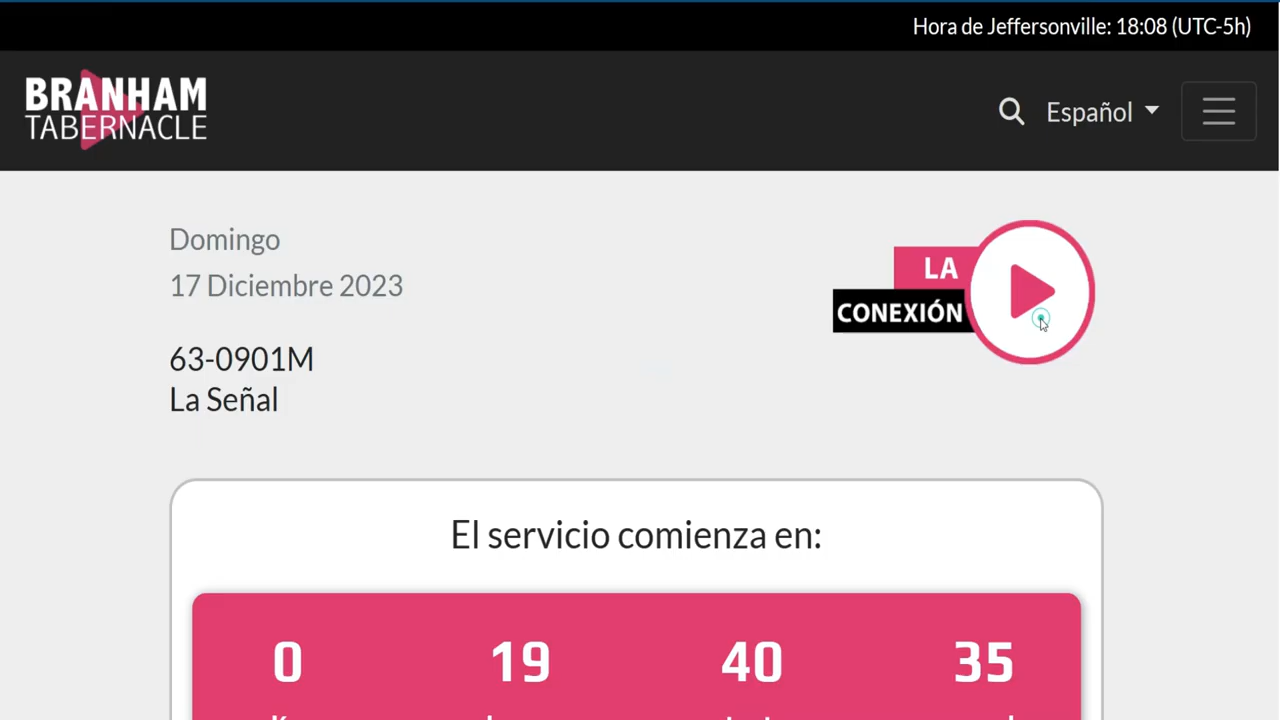 Hora de Jeffersonville: 18:08 (UTC-5h)
BRANHAM
TABERNACLE
Español
Domingo
17 Diciembre 2023
LA
CONEXIÓN
63-0901M
La Señal
El servicio comienza en:
0 19 40 35